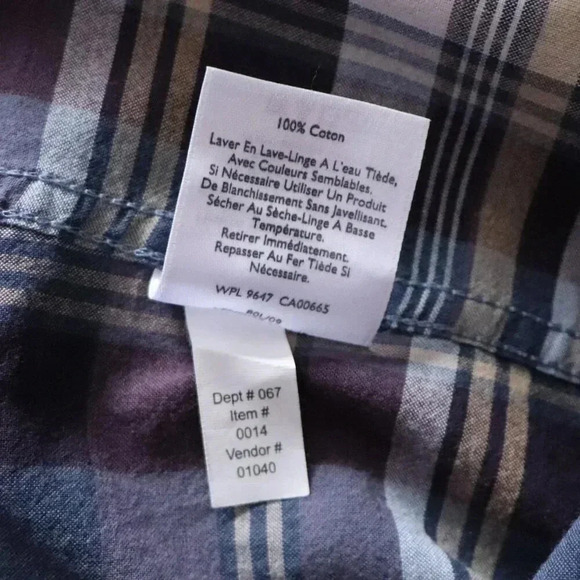 100% Coton
Laver En Lave-Linge A L'eau Tiède,
Avec Couleurs Semblables.
Si Nécessaire Utiliser Un Produit
De Blanchissement Sans Javellisant.
Sécher Au Sèche-Linge A Basse
Température.
Retirer Immédiatement.
Repasser Au Fer Tiède Si
Nécessaire.
WPL 9647 CA00665
Dept # 067
Item #
0014
Vendor #
01040